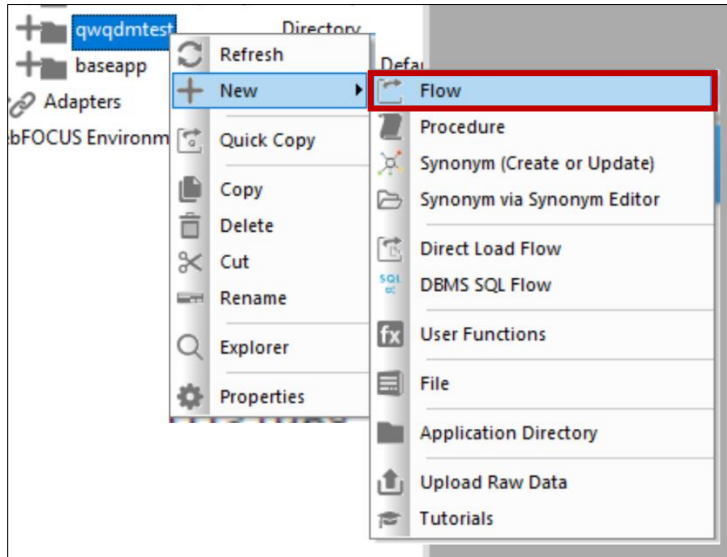 qwqdmtest
Directory
baseapp
Adapters
bFOCUS Environm
Refresh
New
Quick Copy
Copy
Delete
Cut
Rename
Explorer
Properties
Flow
Procedure
Synonym (Create or Update)
Synonym via Synonym Editor
Direct Load Flow
SQL
DBMS SQL Flow
fx
User Functions
File
Application Directory
Upload Raw Data
Tutorials